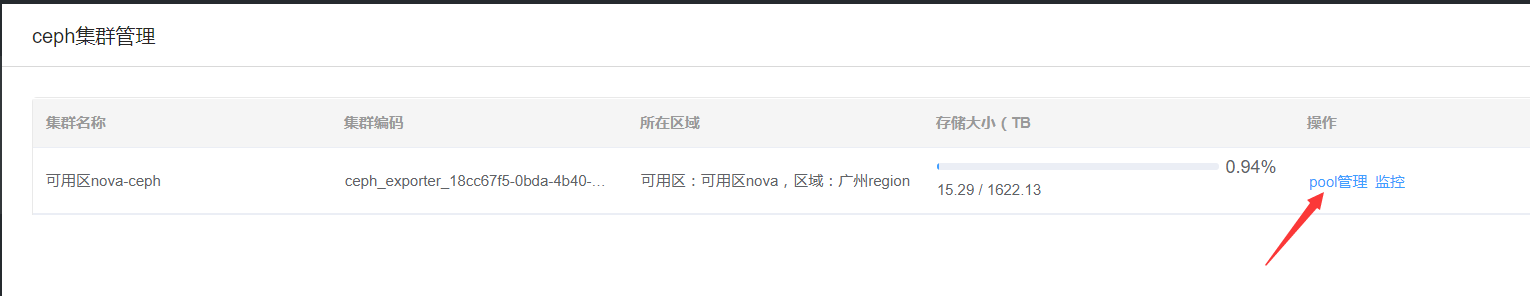 ceph集群管理
集群名称 集群编码 所在区域 存储大小 ( TB 操作
可用区nova-ceph ceph_exporter_18cc67f5-0bda-4b40-... 可用区：可用区nova，区域：广州region 0.94% pool管理 监控
15.29 / 1622.13